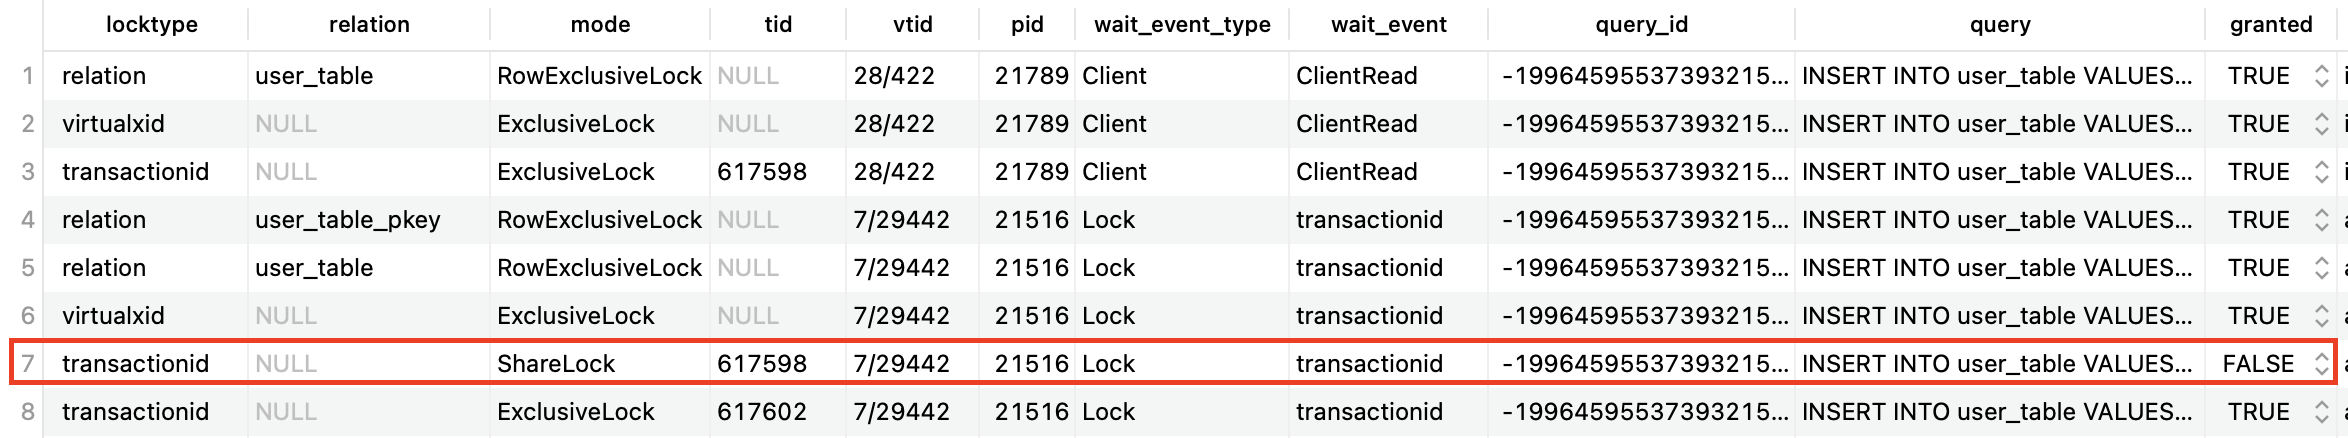 locktype relation mode tid vtid pid wait_event_type wait_event query_id query granted
1 relation user_table RowExclusiveLock NULL 28/422 21789 Client ClientRead -19964595537393215... INSERT INTO user_table VALUES... TRUE
2 virtualxid NULL ExclusiveLock NULL 28/422 21789 Client ClientRead -19964595537393215... INSERT INTO user_table VALUES... TRUE
3 transactionid NULL ExclusiveLock 617598 28/422 21789 Client ClientRead -19964595537393215... INSERT INTO user_table VALUES... TRUE
4 relation user_table_pkey RowExclusiveLock NULL 7/29442 21516 Lock transactionid -19964595537393215... INSERT INTO user_table VALUES... TRUE
5 relation user_table RowExclusiveLock NULL 7/29442 21516 Lock transactionid -19964595537393215... INSERT INTO user_table VALUES... TRUE
6 virtualxid NULL ExclusiveLock NULL 7/29442 21516 Lock transactionid -19964595537393215... INSERT INTO user_table VALUES... TRUE
7 transactionid NULL ShareLock 617598 7/29442 21516 Lock transactionid -19964595537393215... INSERT INTO user_table VALUES... FALSE
8 transactionid NULL ExclusiveLock 617602 7/29442 21516 Lock transactionid -19964595537393215... INSERT INTO user_table VALUES... TRUE